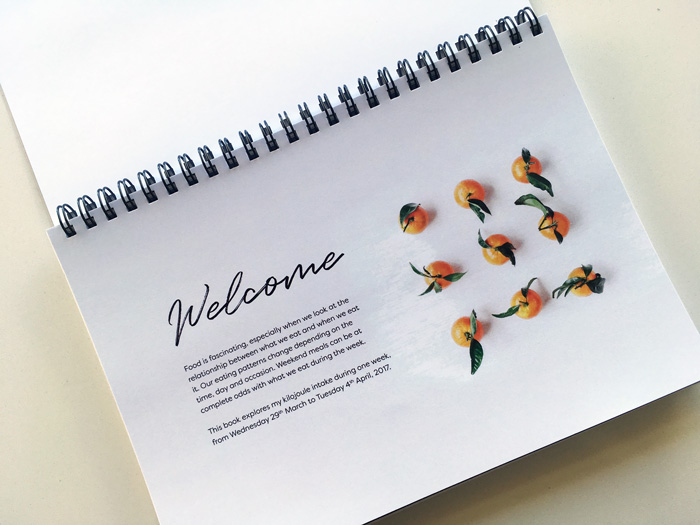 Welcome
Food is fascinating, especially when we look at the
relationship between what we eat and when we eat
it. Our eating patterns change depending on the
time, day and occasion. Weekend meals can be at
complete odds with what we eat during the week.
This book explores my kilojoule intake during one week,
from Wednesday 29th March to Tuesday 4th April, 2017.